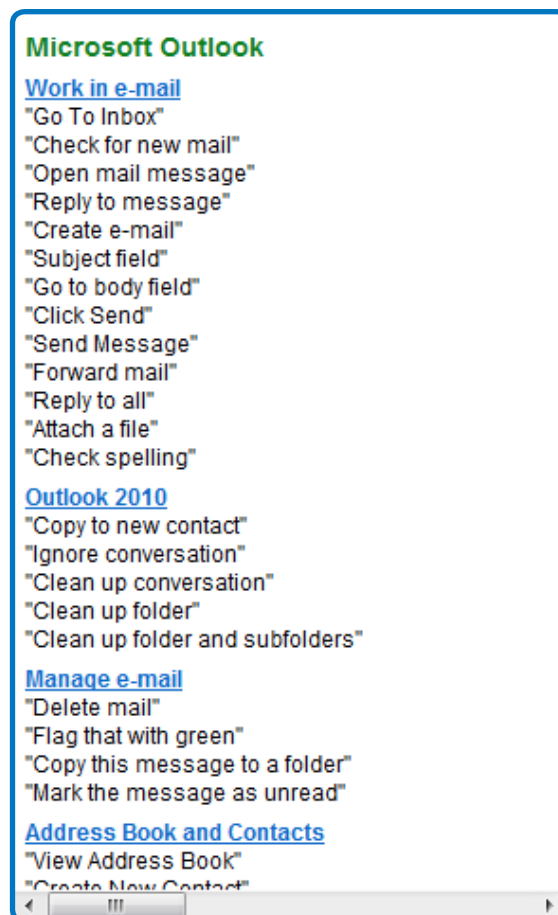 Microsoft Outlook
Work in e-mail
"Go To Inbox"
"Check for new mail"
"Open mail message"
"Reply to message"
"Create e-mail"
"Subject field"
"Go to body field"
"Click Send"
"Send Message"
"Forward mail"
"Reply to all"
"Attach a file"
"Check spelling"
Outlook 2010
"Copy to new contact"
"Ignore conversation"
"Clean up conversation"
"Clean up folder"
"Clean up folder and subfolders"
Manage e-mail
"Delete mail"
"Flag that with green"
"Copy this message to a folder"
"Mark the message as unread"
Address Book and Contacts
"View Address Book"
"Create New Contact"